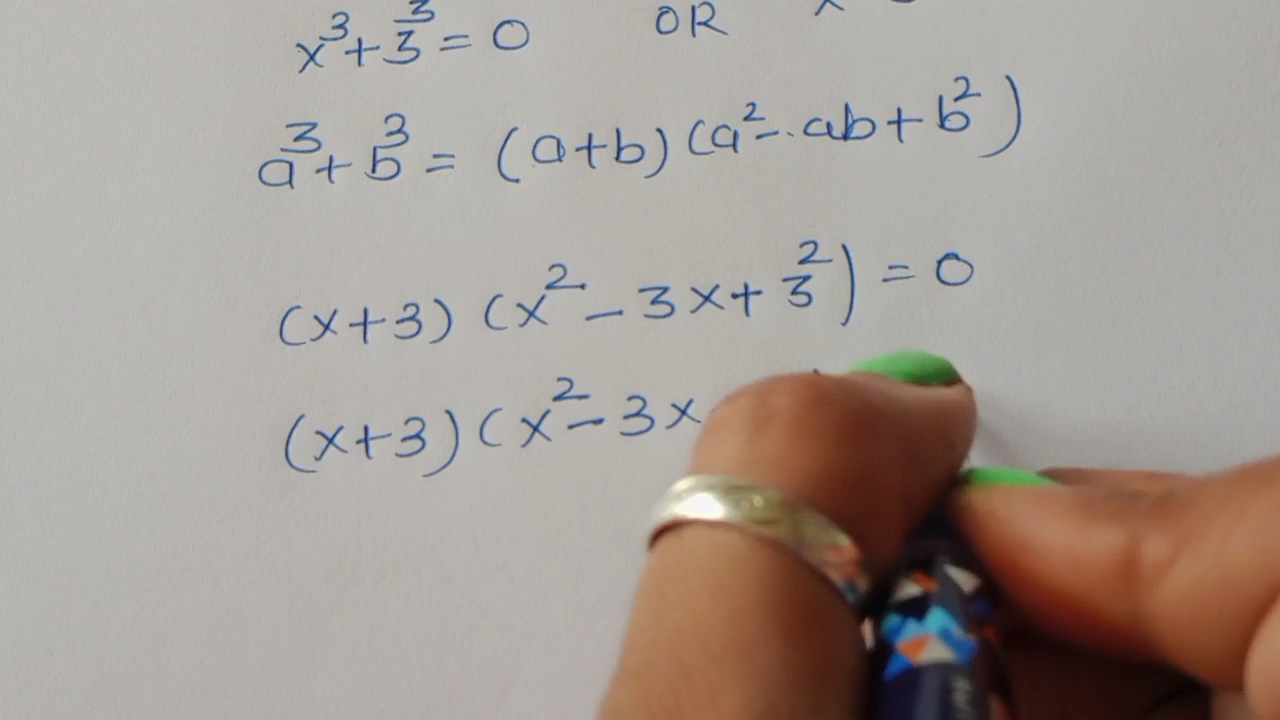 x³+3³=0 OR x
a³+b³= (a+b)(a²-ab+b²)
(x+3)(x²-3x+3²)=0
(x+3)(x²-3x